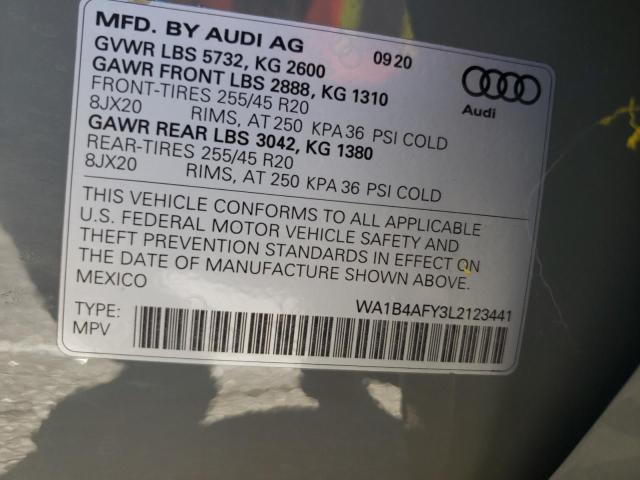 MFD. BY AUDI AG 09/20
GVWR LBS 5732, KG 2600
GAWR FRONT LBS 2888, KG 1310
FRONT-TIRES 255/45 R20
8JX20 RIMS, AT 250 KPA 36 PSI COLD
GAWR REAR LBS 3042, KG 1380
REAR-TIRES 255/45 R20
8JX20 RIMS, AT 250 KPA 36 PSI COLD
Audi
THIS VEHICLE CONFORMS TO ALL APPLICABLE
U.S. FEDERAL MOTOR VEHICLE SAFETY AND
THEFT PREVENTION STANDARDS IN EFFECT ON
THE DATE OF MANUFACTURE SHOWN ABOVE.
MEXICO
WA1B4AFY3L2123441
TYPE:
MPV